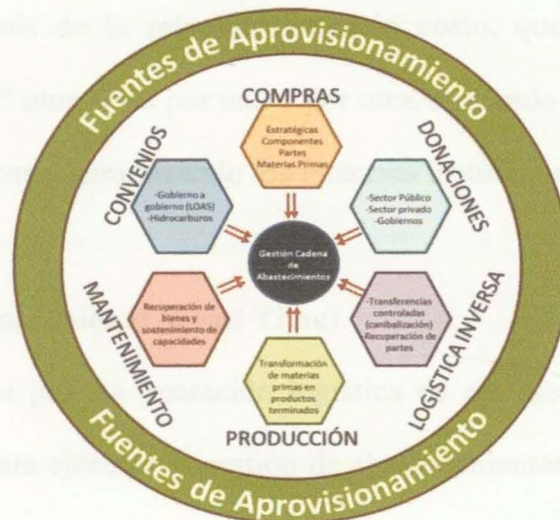 Fuentes de Aprovisionamiento
COMPRAS
Estratégicas
Componentes
Partes
Materias Primas
CONVENIOS
-Gobierno a
gobierno (LOAS)
-Hidrocarburos
DONACIONES
-Sector Público
-Sector privado
-Gobiernos
Gestión Cadena
de
Abastecimientos
MANTENIMIENTO
Recuperación de
bienes y
sostenimiento de
capacidades
LOGÍSTICA INVERSA
-Transferencias
controladas
(canibalización)
-Recuperación de
partes
Transformación
de materias
primas en
productos
terminados
PRODUCCIÓN
Fuentes de Aprovisionamiento